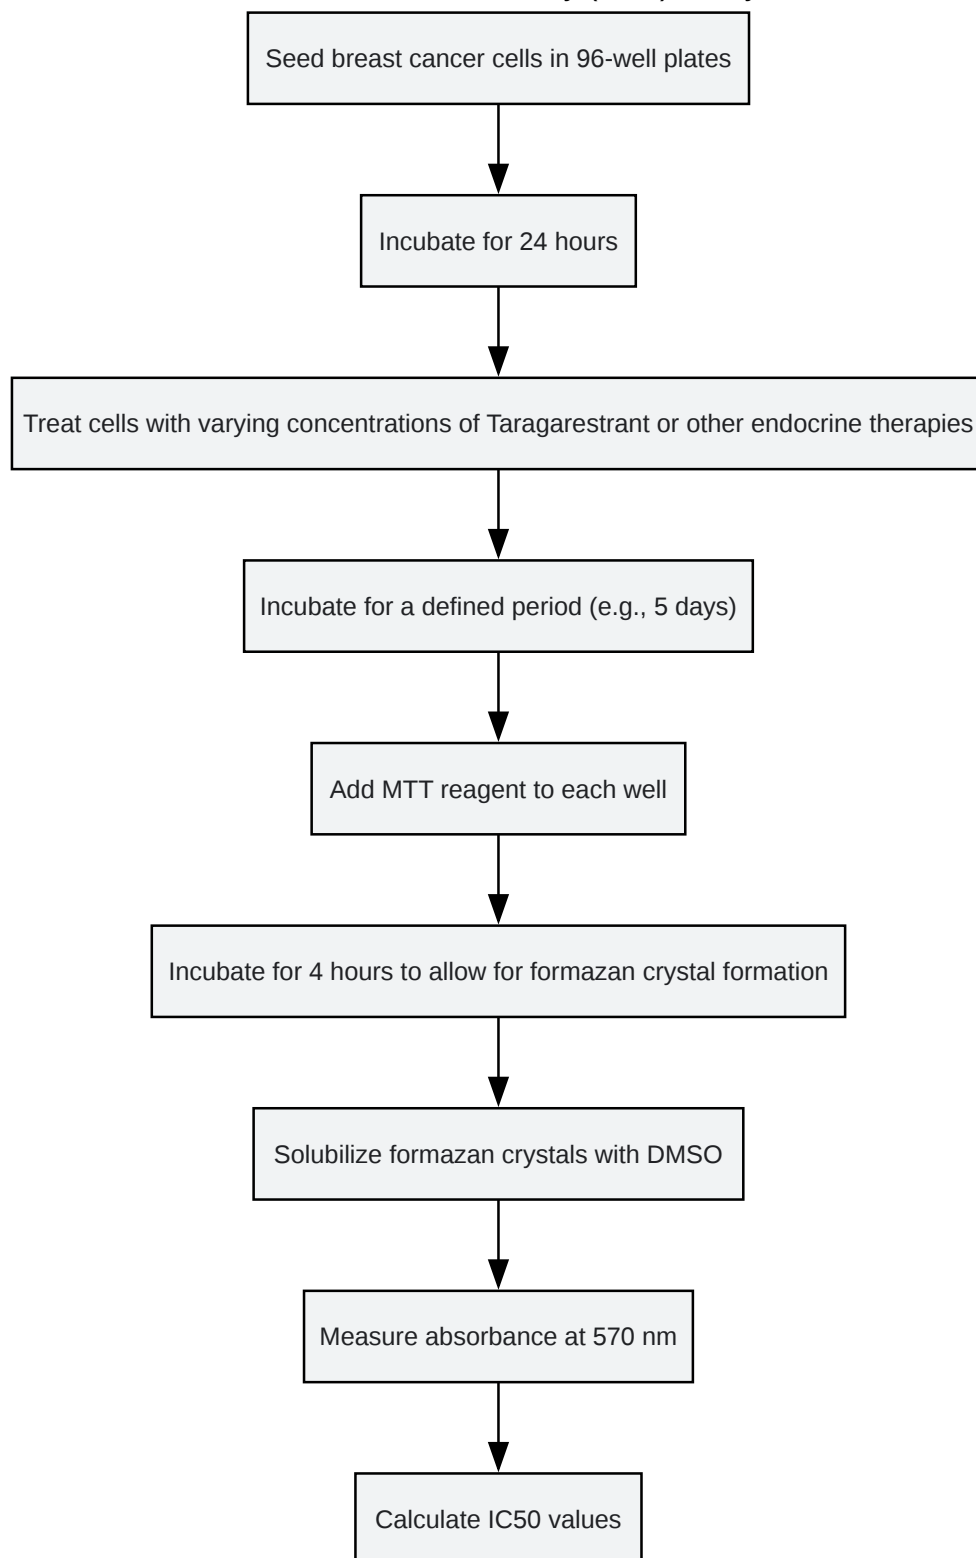 Seed breast cancer cells in 96-well plates
Incubate for 24 hours
Treat cells with varying concentrations of Taragarestrant or other endocrine therapies
Incubate for a defined period (e.g., 5 days)
Add MTT reagent to each well
Incubate for 4 hours to allow for formazan crystal formation
Solubilize formazan crystals with DMSO
Measure absorbance at 570 nm
Calculate IC50 values